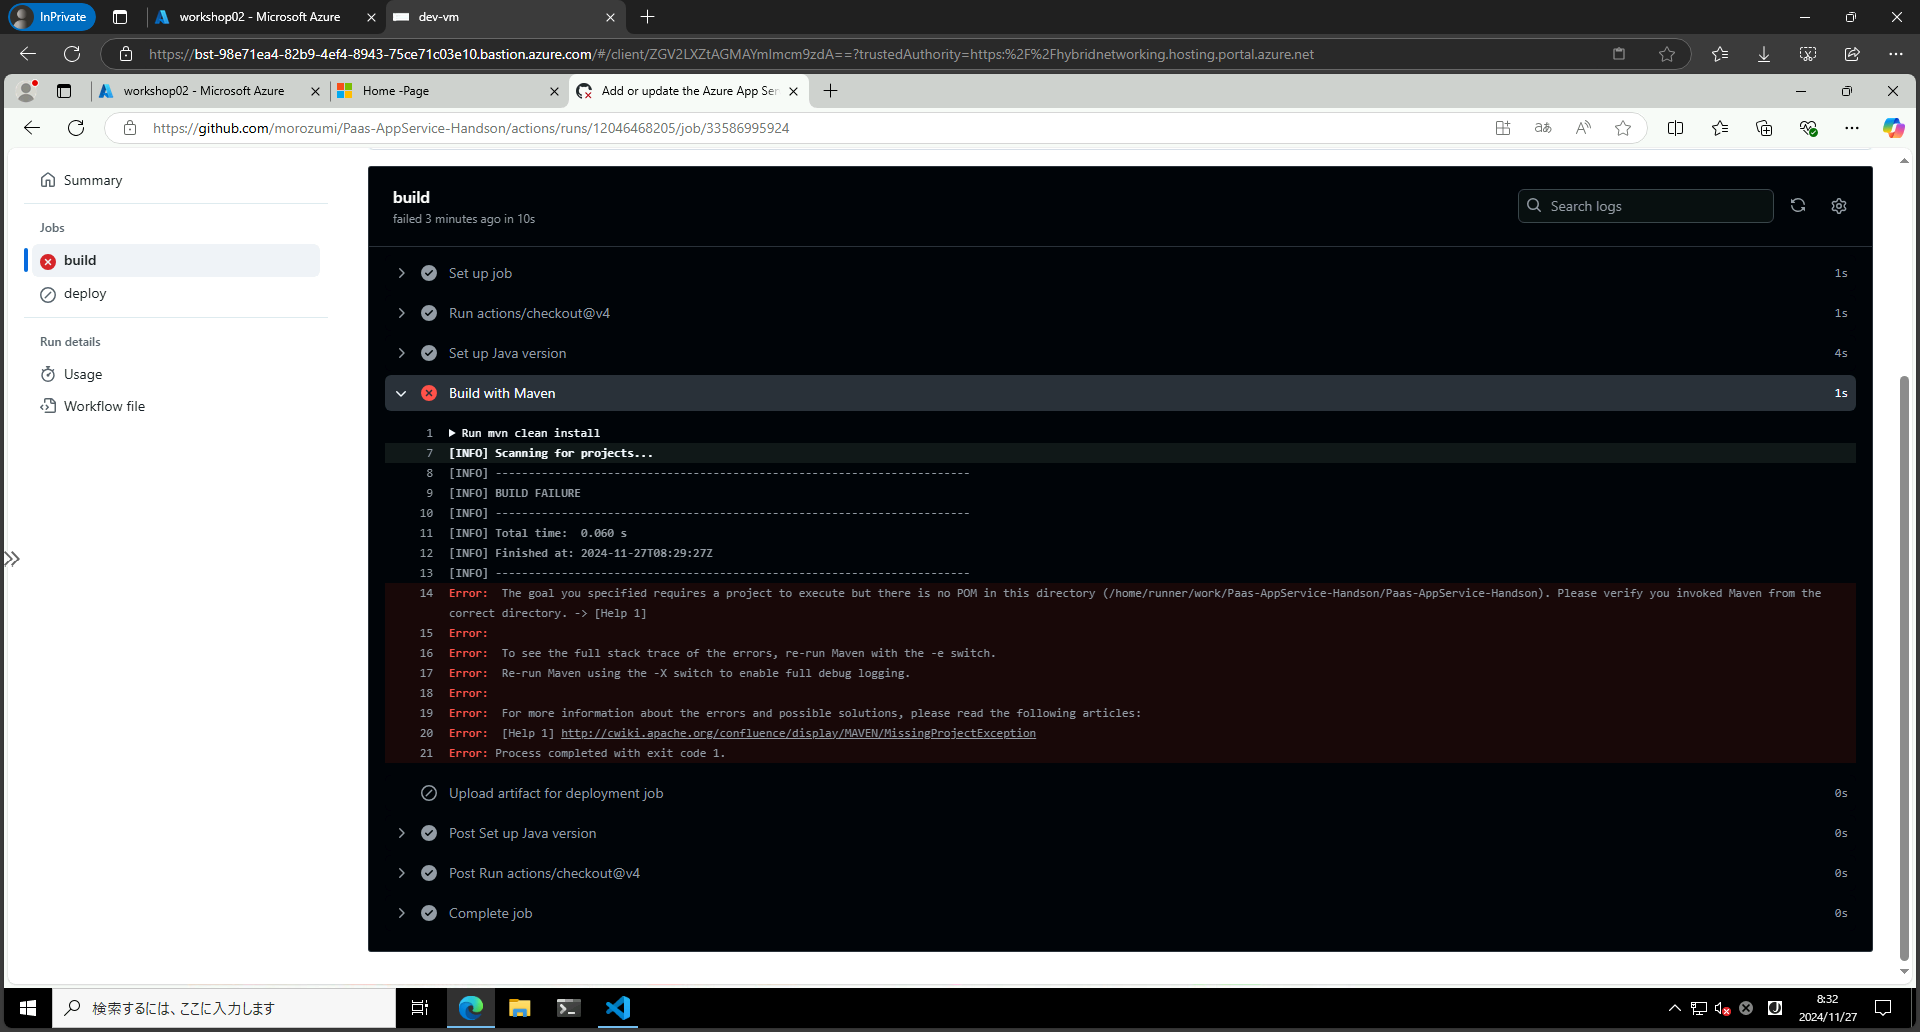 InPrivate
workshop02 - Microsoft Azure
dev-vm
https://bst-98e71ea4-82b9-4ef4-8943-75ce71c03e10.bastion.azure.com/#/client/ZGV2LXZtAGMAYmlmcm9zdA==?trustedAuthority=https:%2F%2Fhybridnetworking.hosting.portal.azure.net
workshop02 - Microsoft Azure
Home -Page
Add or update the Azure App Ser
https://github.com/morozumi/Paas-AppService-Handson/actions/runs/12046468205/job/33586995924
Summary
Jobs
build
deploy
Run details
Usage
Workflow file
build
failed 3 minutes ago in 10s
Search logs
Set up job 1s
Run actions/checkout@v4 1s
Set up Java version 4s
Build with Maven 1s
1 Run mvn clean install
7 [INFO] Scanning for projects...
8 [INFO] ------------------------------------------------------------------------
9 [INFO] BUILD FAILURE
10 [INFO] ------------------------------------------------------------------------
11 [INFO] Total time:  0.060 s
12 [INFO] Finished at: 2024-11-27T08:29:27Z
13 [INFO] ------------------------------------------------------------------------
14 Error:  The goal you specified requires a project to execute but there is no POM in this directory (/home/runner/work/Paas-AppService-Handson/Paas-AppService-Handson). Please verify you invoked Maven from the
correct directory. -> [Help 1]
15 Error:
16 Error:  To see the full stack trace of the errors, re-run Maven with the -e switch.
17 Error:  Re-run Maven using the -X switch to enable full debug logging.
18 Error:
19 Error:  For more information about the errors and possible solutions, please read the following articles:
20 Error:  [Help 1] http://cwiki.apache.org/confluence/display/MAVEN/MissingProjectException
21 Error: Process completed with exit code 1.
Upload artifact for deployment job 0s
Post Set up Java version 0s
Post Run actions/checkout@v4 0s
Complete job 0s
検索するには、ここに入力します
8:32
2024/11/27